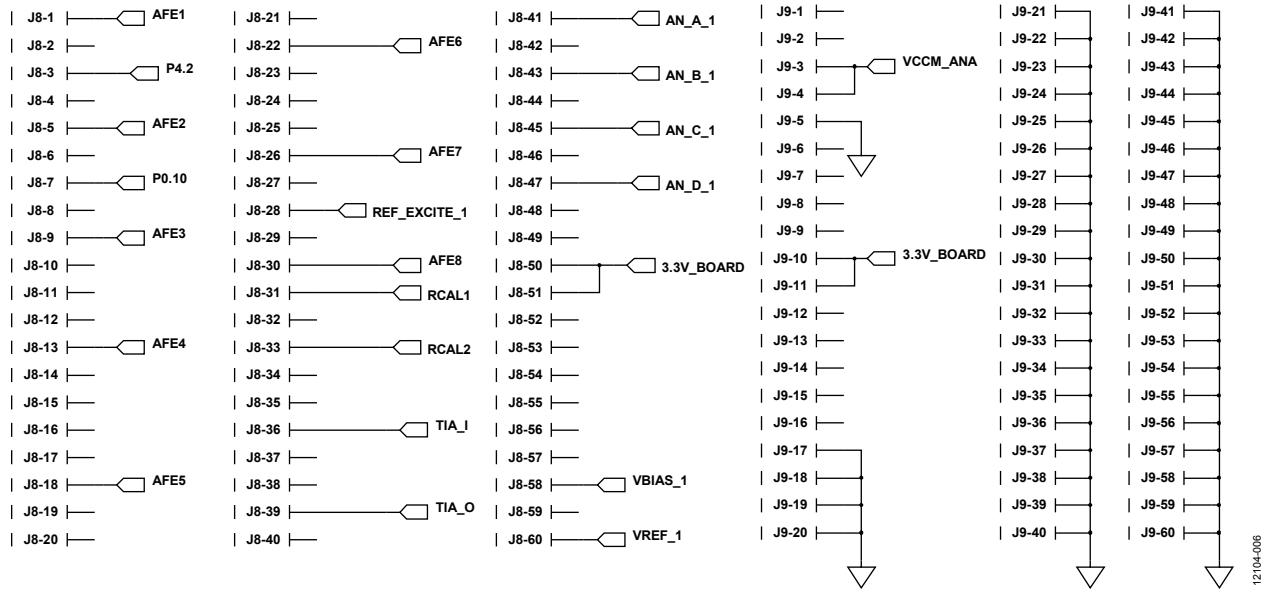 J8-1 AFE1
J8-2
J8-3 P4.2
J8-4
J8-5 AFE2
J8-6
J8-7 P0.10
J8-8
J8-9 AFE3
J8-10
J8-11
J8-12
J8-13 AFE4
J8-14
J8-15
J8-16
J8-17
J8-18 AFE5
J8-19
J8-20
J8-21
J8-22 AFE6
J8-23
J8-24
J8-25
J8-26 AFE7
J8-27
J8-28 REF_EXCITE_1
J8-29
J8-30 AFE8
J8-31 RCAL1
J8-32
J8-33 RCAL2
J8-34
J8-35
J8-36 TIA_I
J8-37
J8-38
J8-39 TIA_O
J8-40
J8-41 AN_A_1
J8-42
J8-43 AN_B_1
J8-44
J8-45 AN_C_1
J8-46
J8-47 AN_D_1
J8-48
J8-49
J8-50 3.3V_BOARD
J8-51
J8-52
J8-53
J8-54
J8-55
J8-56
J8-57
J8-58 VBIAS_1
J8-59
J8-60 VREF_1
J9-1
J9-2
J9-3 VCCM_ANA
J9-4
J9-5
J9-6
J9-7
J9-8
J9-9
J9-10 3.3V_BOARD
J9-11
J9-12
J9-13
J9-14
J9-15
J9-16
J9-17
J9-18
J9-19
J9-20
J9-21
J9-22
J9-23
J9-24
J9-25
J9-26
J9-27
J9-28
J9-29
J9-30
J9-31
J9-32
J9-33
J9-34
J9-35
J9-36
J9-37
J9-38
J9-39
J9-40
J9-41
J9-42
J9-43
J9-44
J9-45
J9-46
J9-47
J9-48
J9-49
J9-50
J9-51
J9-52
J9-53
J9-54
J9-55
J9-56
J9-57
J9-58
J9-59
J9-60
12104-006